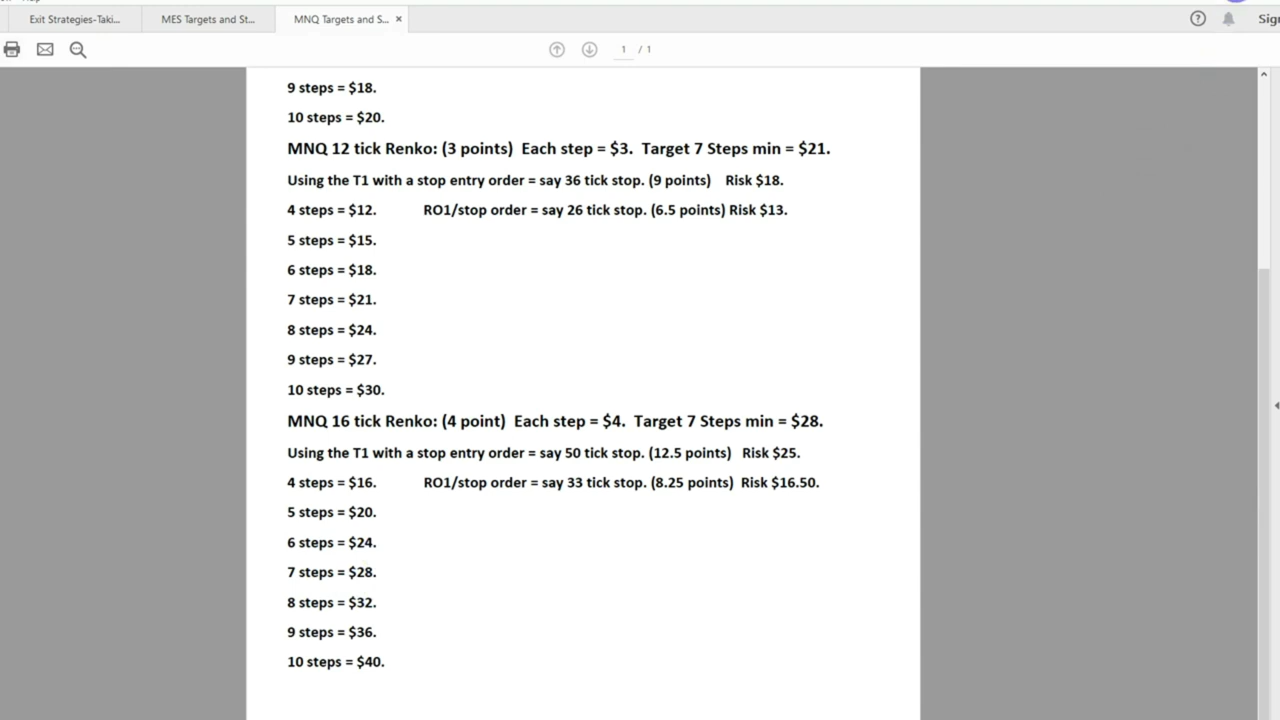 Exit Strategies-Taki...
MES Targets and St...
MNQ Targets and S... ×
1 / 1
9 steps = $18.
10 steps = $20.
MNQ 12 tick Renko: (3 points) Each step = $3. Target 7 Steps min = $21.
Using the T1 with a stop entry order = say 36 tick stop. (9 points) Risk $18.
4 steps = $12. RO1/stop order = say 26 tick stop. (6.5 points) Risk $13.
5 steps = $15.
6 steps = $18.
7 steps = $21.
8 steps = $24.
9 steps = $27.
10 steps = $30.
MNQ 16 tick Renko: (4 point) Each step = $4. Target 7 Steps min = $28.
Using the T1 with a stop entry order = say 50 tick stop. (12.5 points) Risk $25.
4 steps = $16. RO1/stop order = say 33 tick stop. (8.25 points) Risk $16.50.
5 steps = $20.
6 steps = $24.
7 steps = $28.
8 steps = $32.
9 steps = $36.
10 steps = $40.